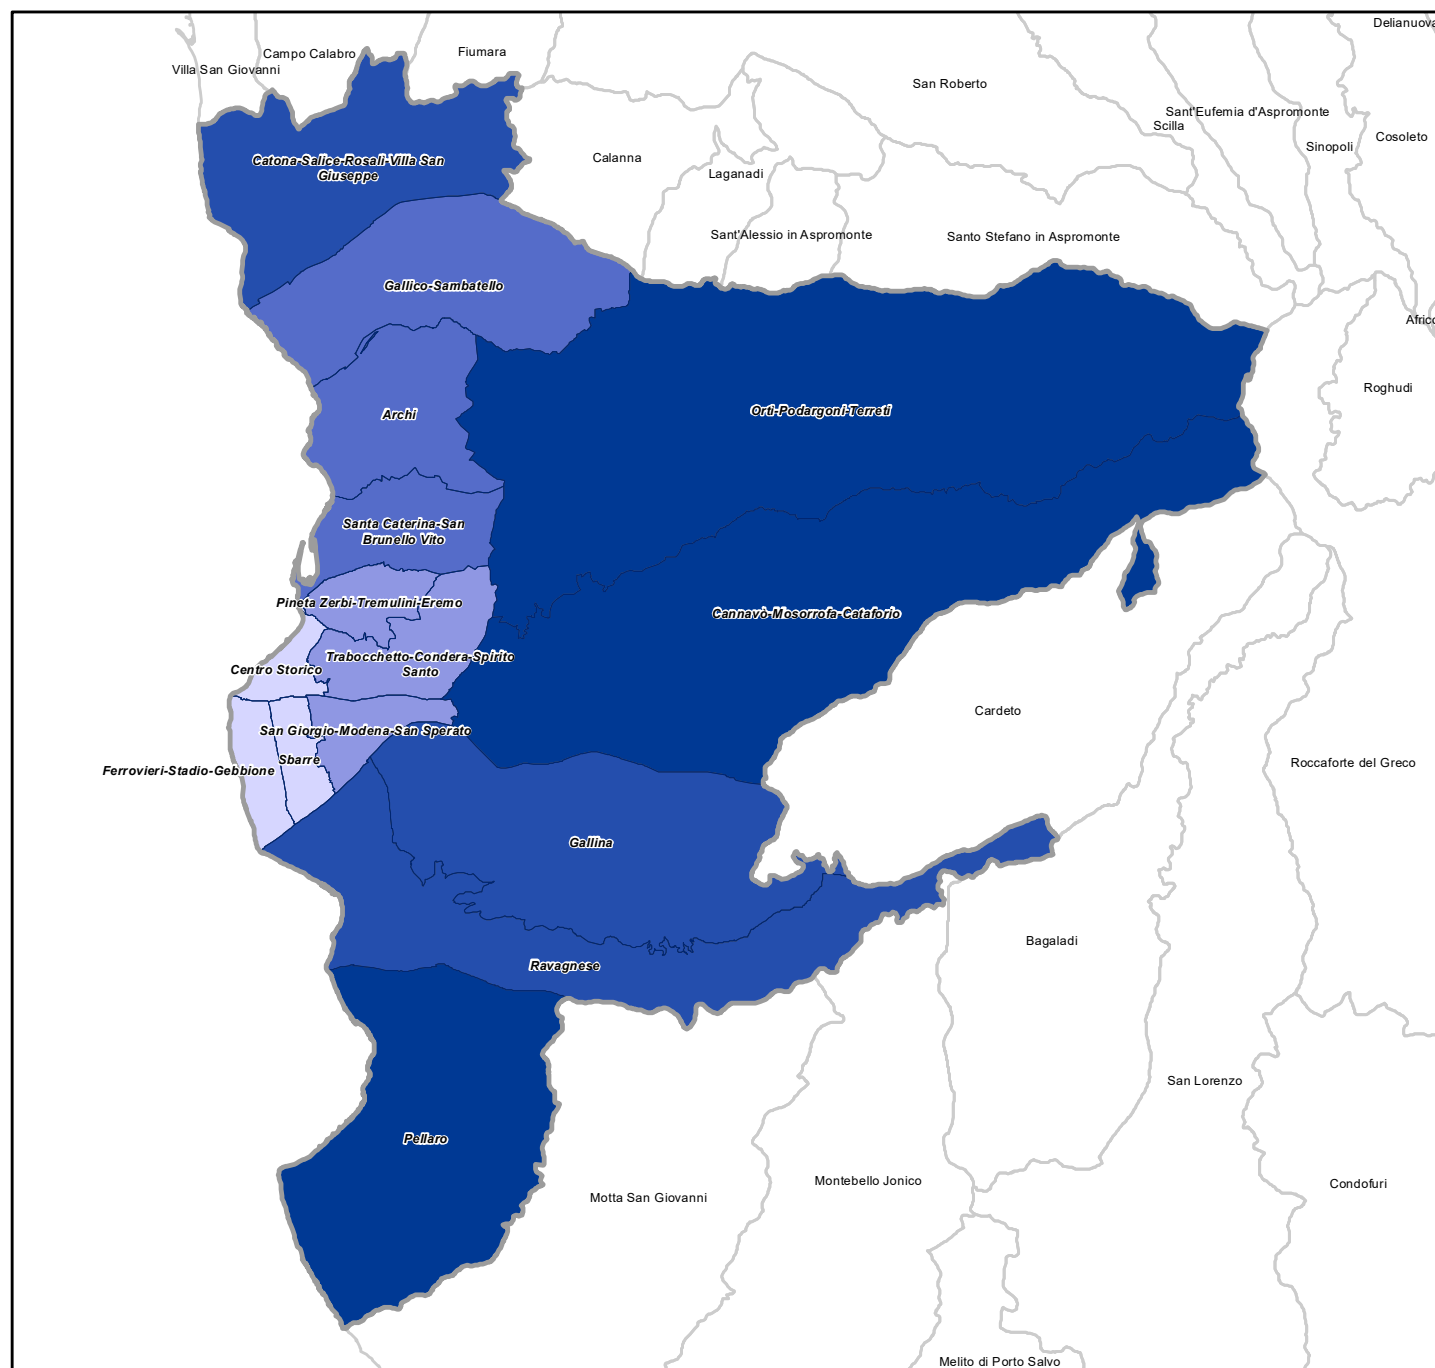 Delianuova
Fiumara
Campo Calabro
Villa San Giovanni
San Roberto
Sant'Eufemia d'Aspromonte
Scilla
Cosoleto
Sinopoli
Calanna
Catona-Salice-Rosali-Villa San
Giuseppe
Laganadi
Sant'Alessio in Aspromonte
Santo Stefano in Aspromonte
Gallico-Sambatello
Africo
Roghudi
Archi
Orti-Podargoni-Terreti
Santa Caterina-San
Brunello Vito
Pineta Zerbi-Tremulini-Eremo
Cannavò-Mosorrofa-Cataforio
Trabocchetto-Condera-Spirito
Santo
Centro Storico
Cardeto
San Giorgio-Modena-San Sperato
Sbarre
Ferrovieri-Stadio-Gebbione
Roccaforte del Greco
Gallina
Bagaladi
Ravagnese
San Lorenzo
Pellaro
Montebello Jonico
Condofuri
Motta San Giovanni
Melito di Porto Salvo